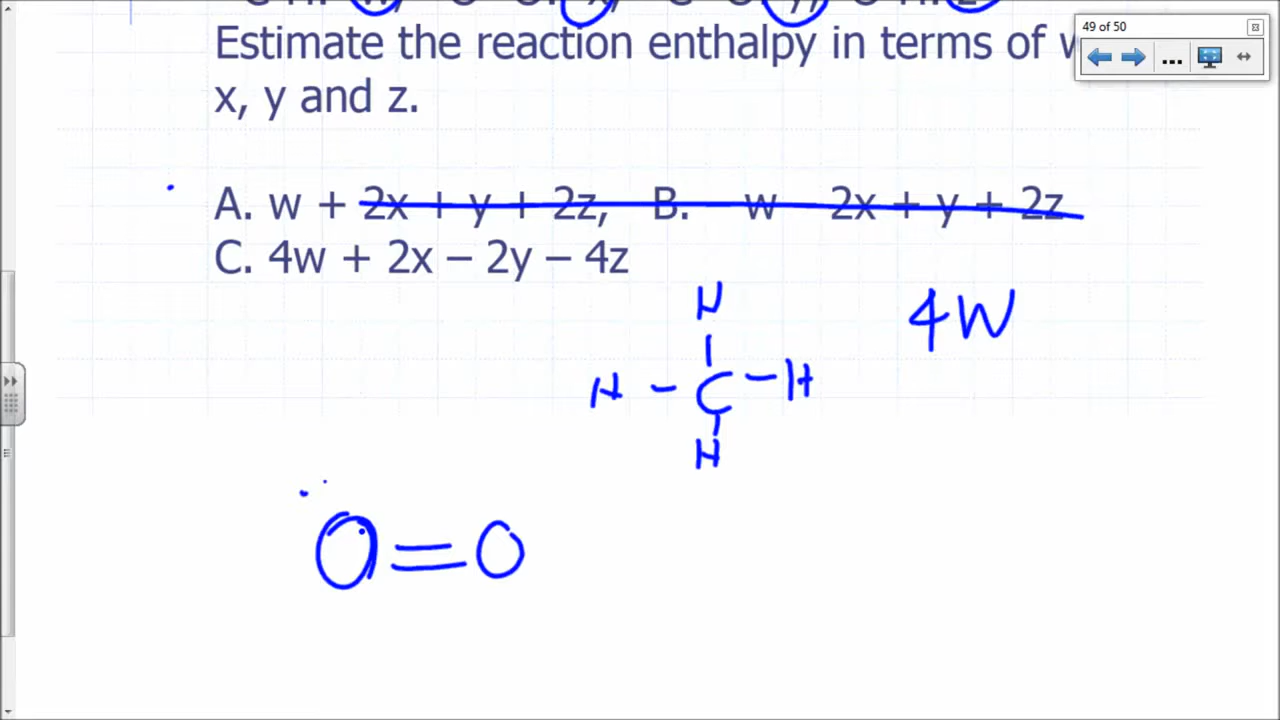 Estimate the reaction enthalpy in terms of
x, y and z.
A. w + 2x + y + 2z, B. w 2x + y + 2z
C. 4w + 2x − 2y − 4z
49 of 50
4W
H
H - C - H
H
O=O